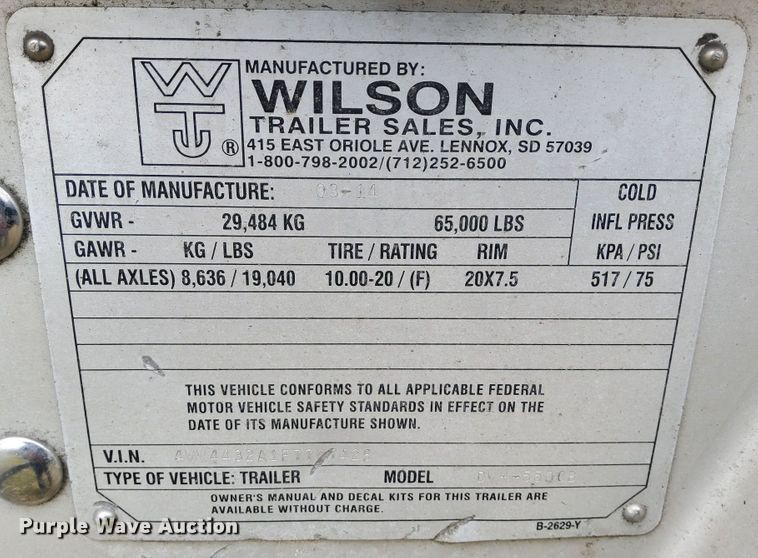 WTS ®
MANUFACTURED BY:
WILSON
TRAILER SALES, INC.
415 EAST ORIOLE AVE. LENNOX, SD 57039
1-800-798-2002/(712)252-6500
DATE OF MANUFACTURE: 03-14 COLD
GVWR - 29,484 KG 65,000 LBS INFL PRESS
GAWR - KG / LBS TIRE / RATING RIM KPA / PSI
(ALL AXLES) 8,636 / 19,040 10.00-20 / (F) 20X7.5 517 / 75
THIS VEHICLE CONFORMS TO ALL APPLICABLE FEDERAL
MOTOR VEHICLE SAFETY STANDARDS IN EFFECT ON THE
DATE OF ITS MANUFACTURE SHOWN.
V.I.N.
TYPE OF VEHICLE: TRAILER MODEL
OWNER'S MANUAL AND DECAL KITS FOR THIS TRAILER ARE
AVAILABLE WITHOUT CHARGE.
B-2629-Y
Purple Wave Auction